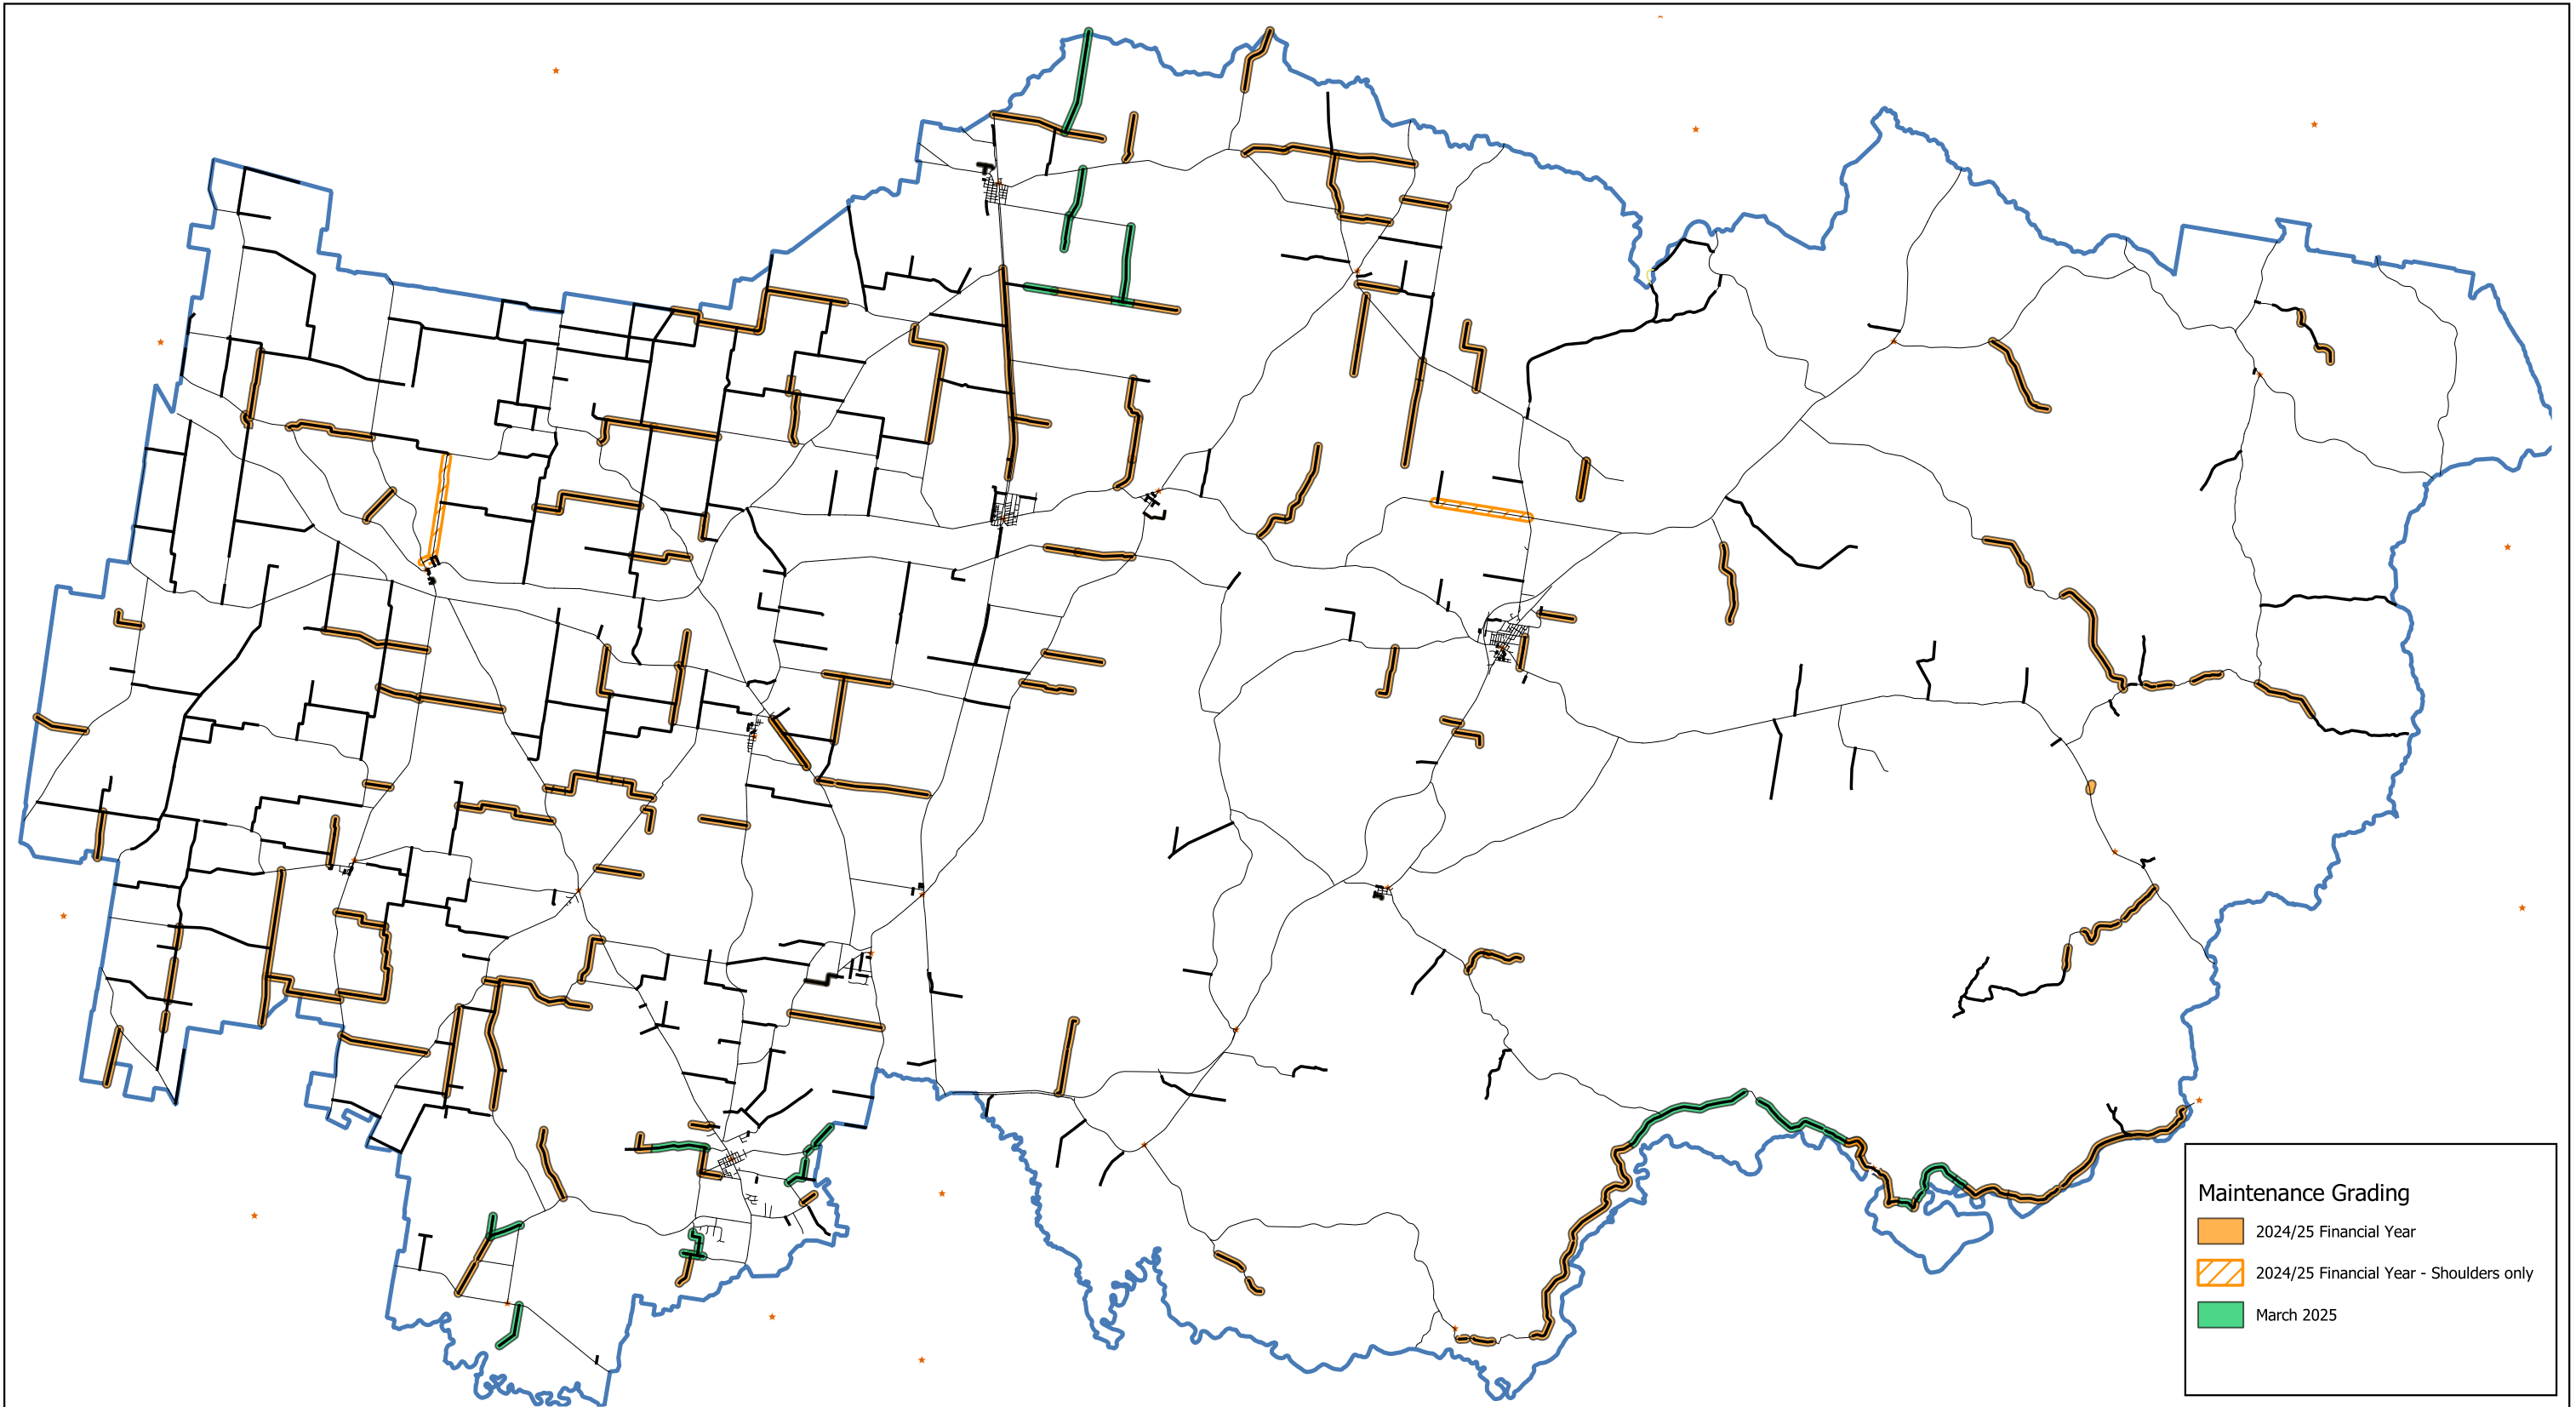 Maintenance Grading
2024/25 Financial Year
2024/25 Financial Year - Shoulders only
March 2025